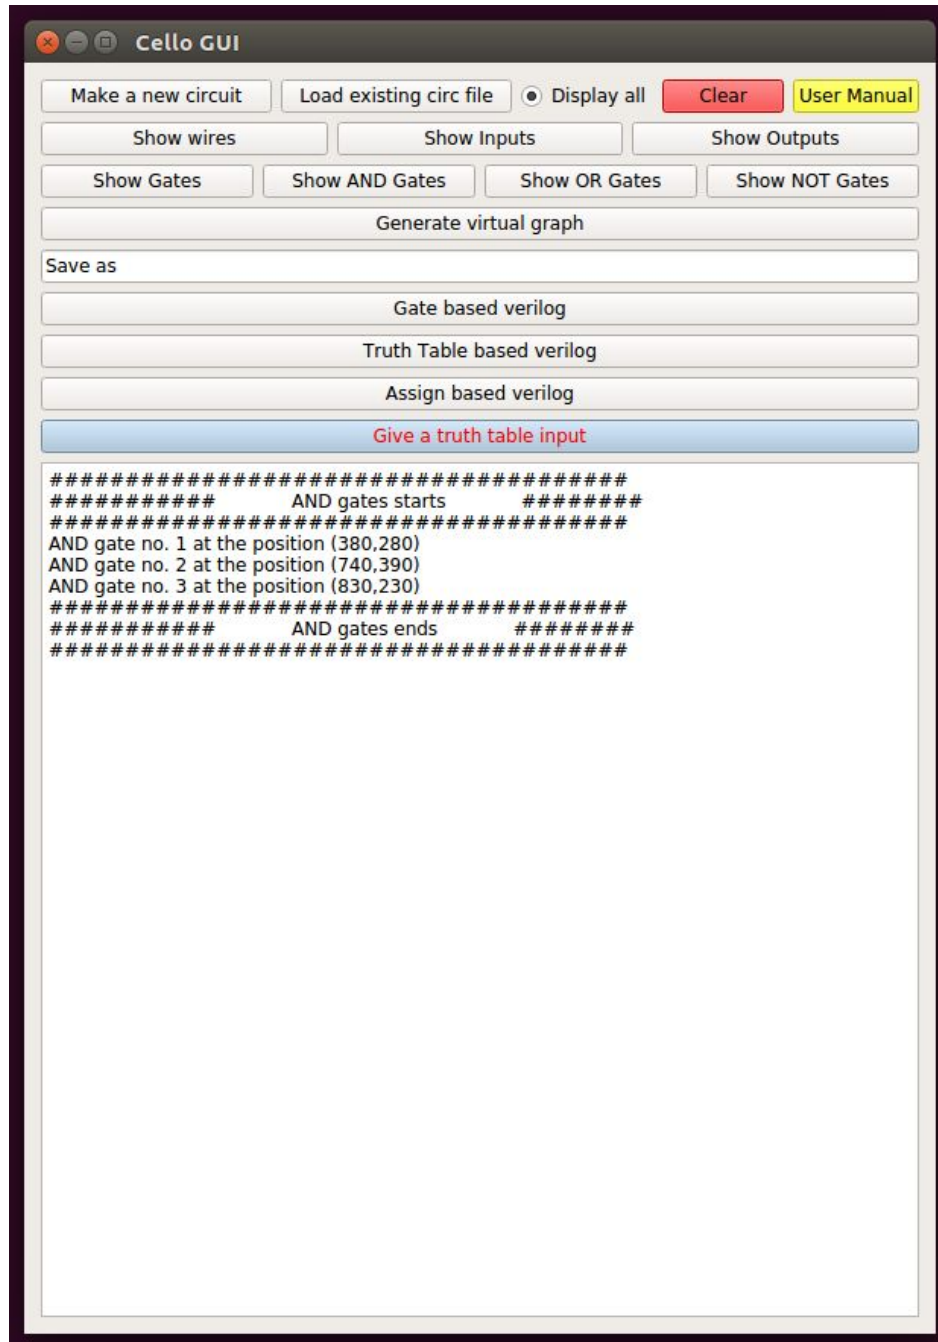 Cello GUI
Make a new circuit Load existing circ file Display all Clear User Manual
Show wires Show Inputs Show Outputs
Show Gates Show AND Gates Show OR Gates Show NOT Gates
Generate virtual graph
Save as
Gate based verilog
Truth Table based verilog
Assign based verilog
Give a truth table input
######################################
########### AND gates starts ########
######################################
AND gate no. 1 at the position (380,280)
AND gate no. 2 at the position (740,390)
AND gate no. 3 at the position (830,230)
######################################
########### AND gates ends ########
######################################